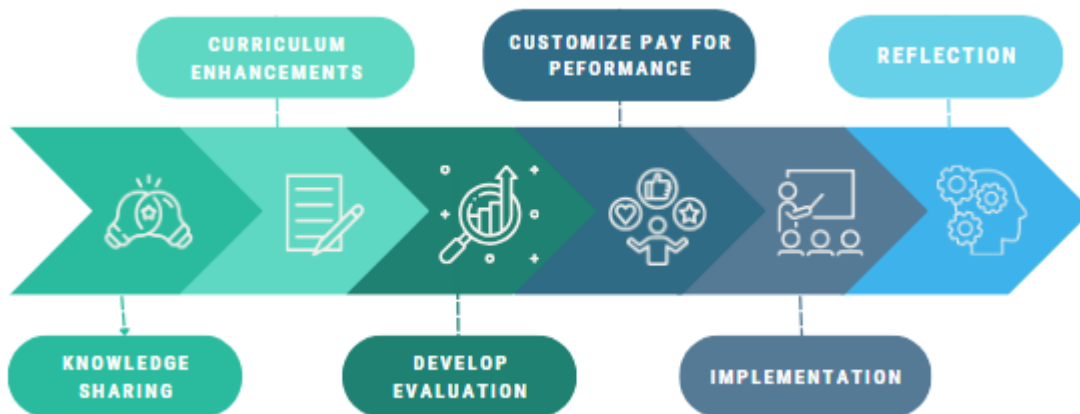 CURRICULUM
ENHANCEMENTS
CUSTOMIZE PAY FOR
PEFORMANCE
REFLECTION
KNOWLEDGE
SHARING
DEVELOP
EVALUATION
IMPLEMENTATION